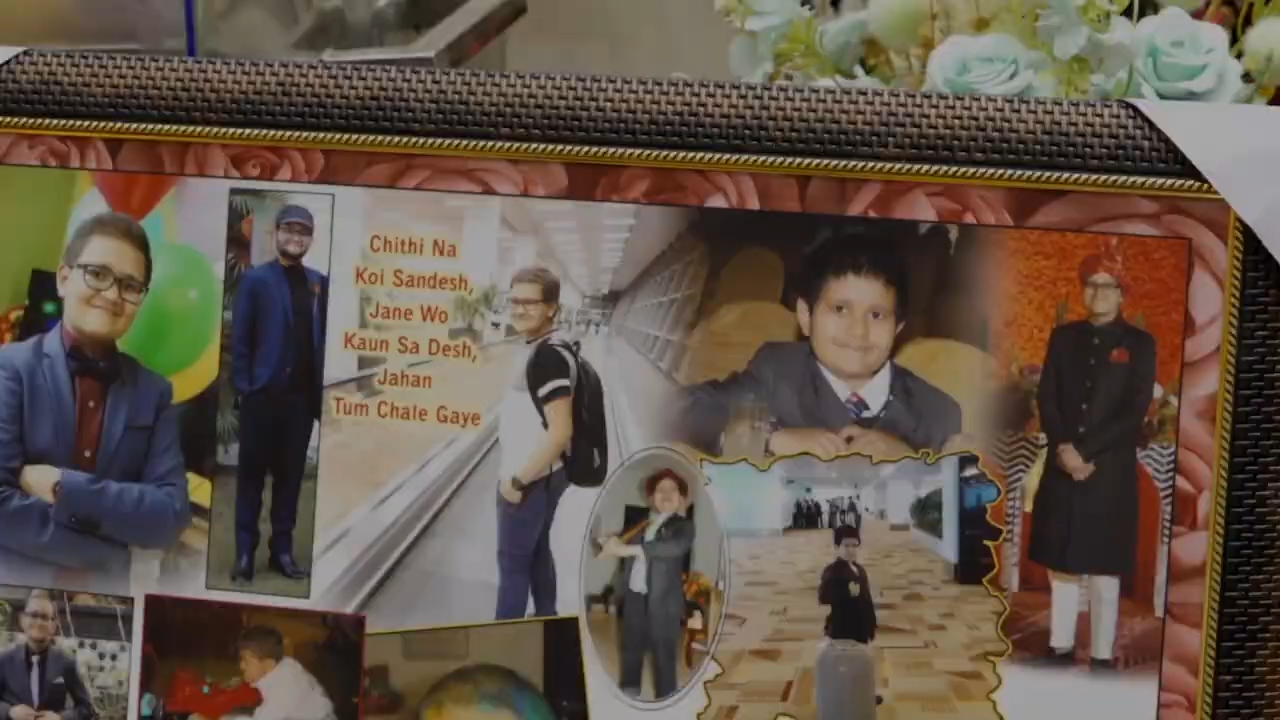 Chithi Na
Koi Sandesh,
Jane Wo
Kaun Sa Desh,
Jahan
Tum Chale Gaye